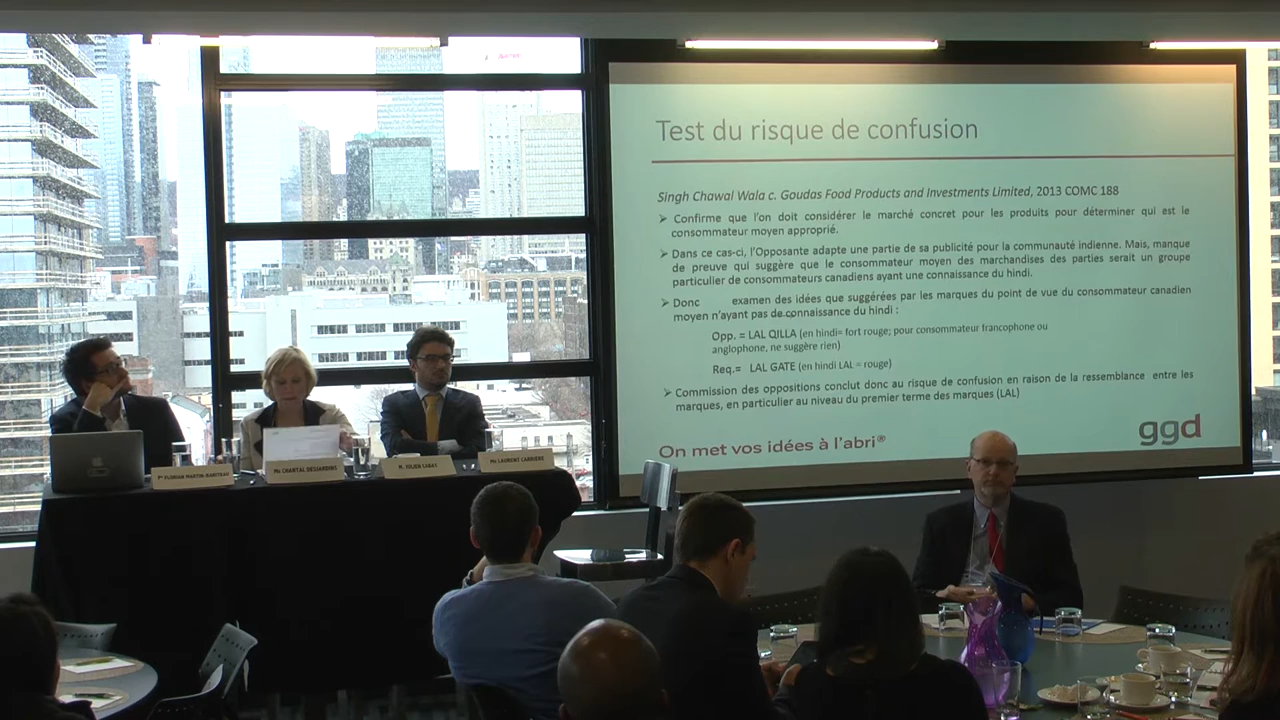 Test du risque de confusion
Singh Chawal Wala c. Goudas Food Products and Investments Limited, 2013 COMC 188
➢ Confirme que l'on doit considérer le marché concret pour les produits pour déterminer qui est le
consommateur moyen approprié.
➢ Dans ce cas-ci, l'Opposante adapte une partie de sa publicité pour la communauté indienne. Mais, manque
de preuve qui suggère que le consommateur moyen des marchandises des parties serait un groupe
particulier de consommateurs canadiens ayant une connaissance du hindi.
➢ Donc examen des idées que suggérées par les marques du point de vue du consommateur canadien
moyen n'ayant pas de connaissance du hindi :
Opp. = LAL QILLA (en hindi= fort rouge; pour consommateur francophone ou
anglophone, ne suggère rien)
Req.= LAL GATE (en hindi LAL = rouge)
➢ Commission des oppositions conclut donc au risque de confusion en raison de la ressemblance entre les
marques, en particulier au niveau du premier terme des marques (LAL)
On met vos idées à l'abri®
ggd
Pr FLORIAN MARTIN-BARITEAU
Me CHANTAL DESJARDINS
M. JULIEN CABAY
Me LAURENT CARRIÈRE